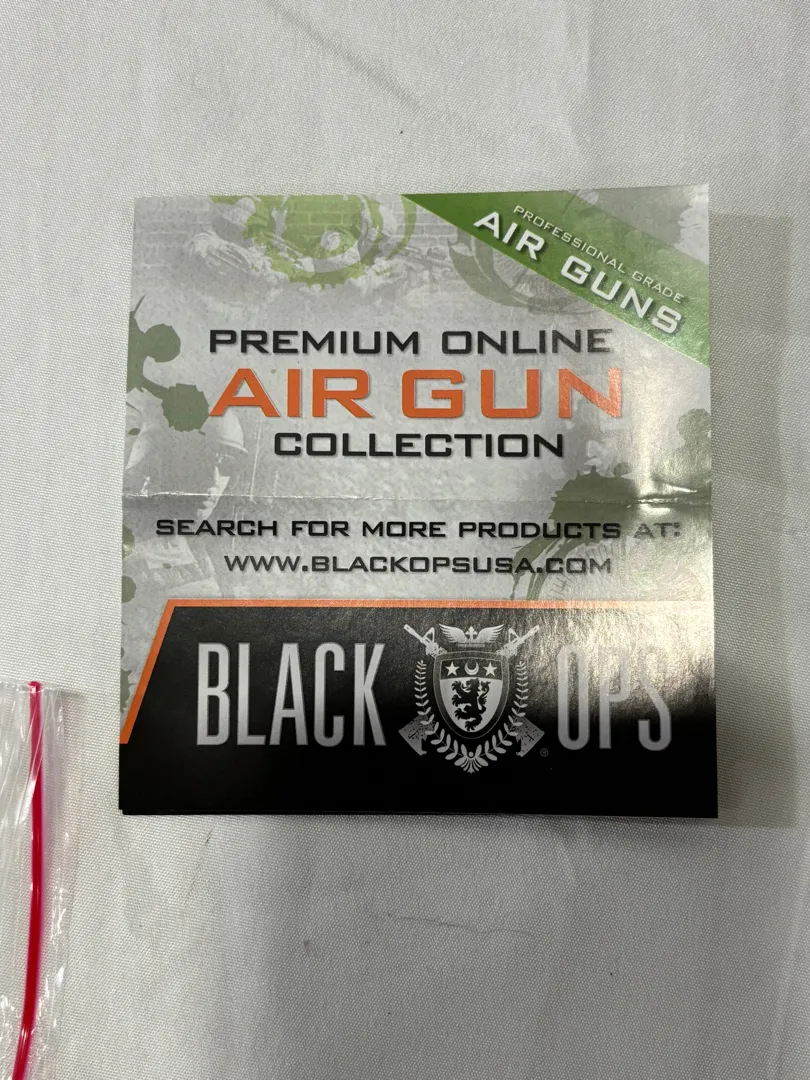 PROFESSIONAL GRADE
AIR GUNS
PREMIUM ONLINE
AIR GUN
COLLECTION
SEARCH FOR MORE PRODUCTS AT:
WWW.BLACKOPSUSA.COM
BLACK OPS
®